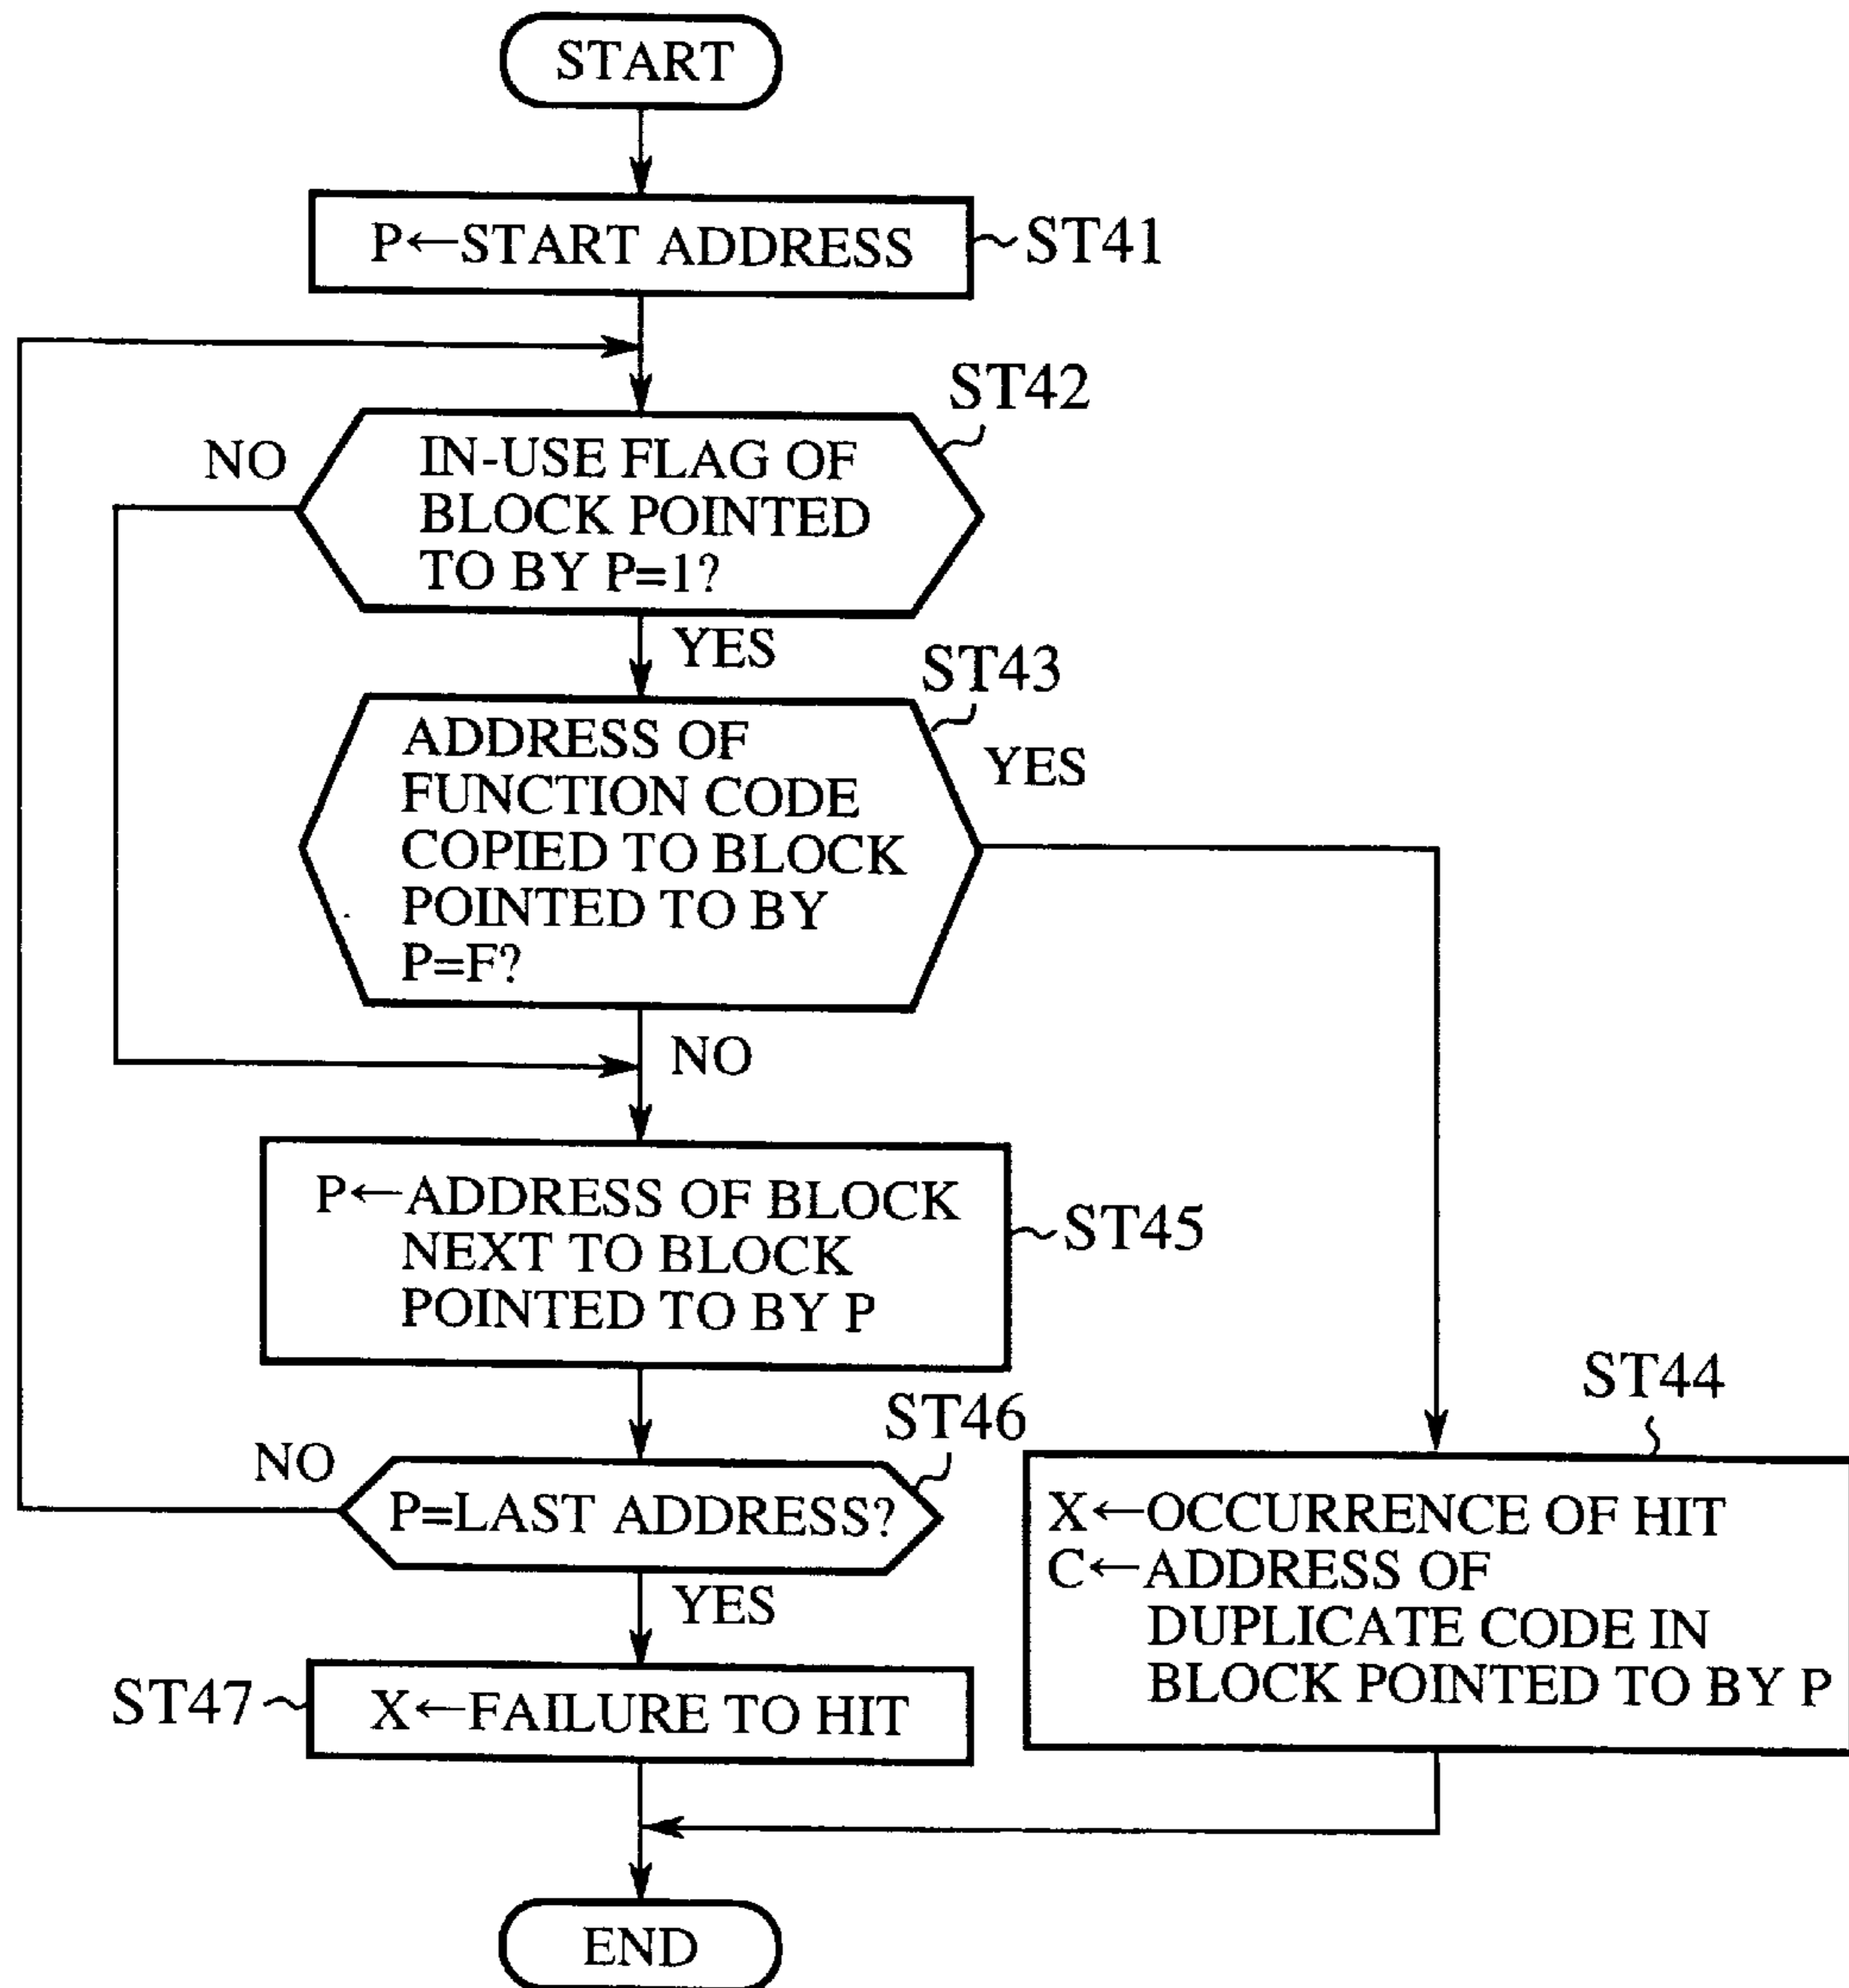 START
P←START ADDRESS
ST41
ST42
NO
IN-USE FLAG OF
BLOCK POINTED
TO BY P=1?
YES
ST43
ADDRESS OF
FUNCTION CODE
COPIED TO BLOCK
POINTED TO BY
P=F?
YES
NO
P←ADDRESS OF BLOCK
NEXT TO BLOCK
POINTED TO BY P
ST45
ST46
NO
P=LAST ADDRESS?
YES
ST44
X←OCCURRENCE OF HIT
C←ADDRESS OF
DUPLICATE CODE IN
BLOCK POINTED TO BY P
ST47
X←FAILURE TO HIT
END